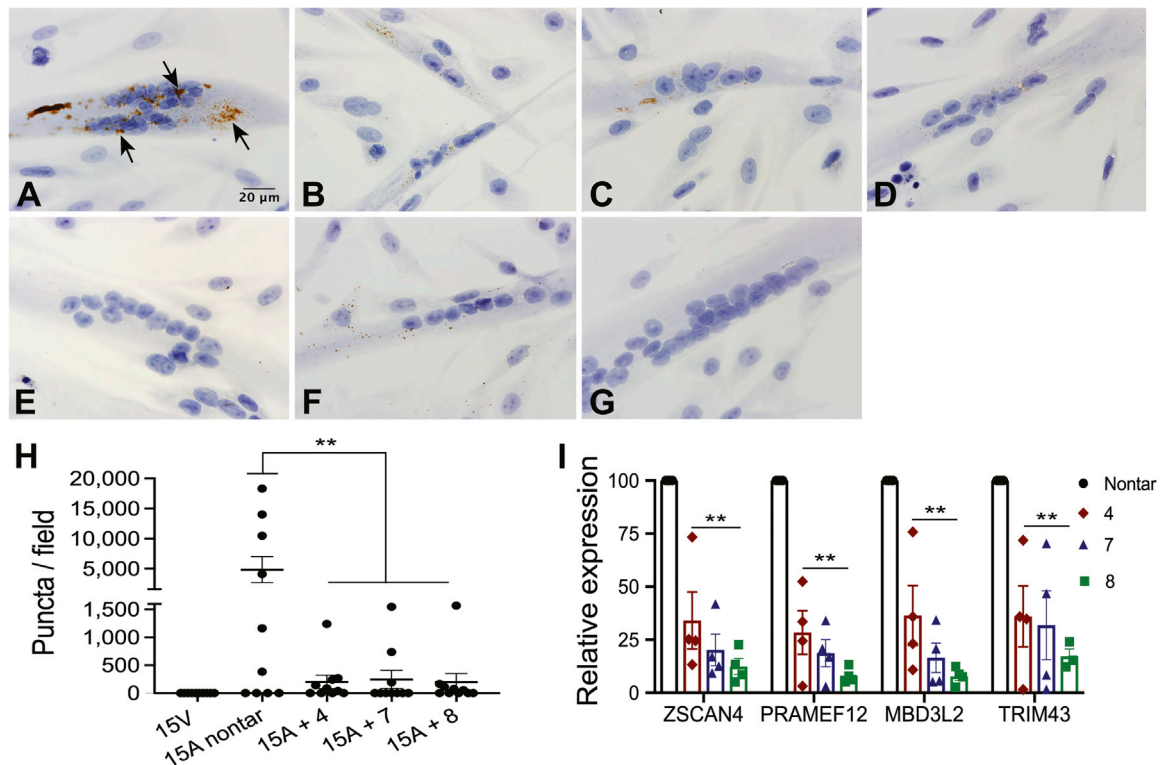 A
20 µm
B
C
D
E
F
G
H
**
Puncta / field
20,000
15,000
10,000
5,000
1,500
1,000
500
0
15V
15A nontar
15A + 4
15A + 7
15A + 8
I
Relative expression
100
75
50
25
0
**
**
**
**
ZSCAN4
PRAMEF12
MBD3L2
TRIM43
Nontar
4
7
8